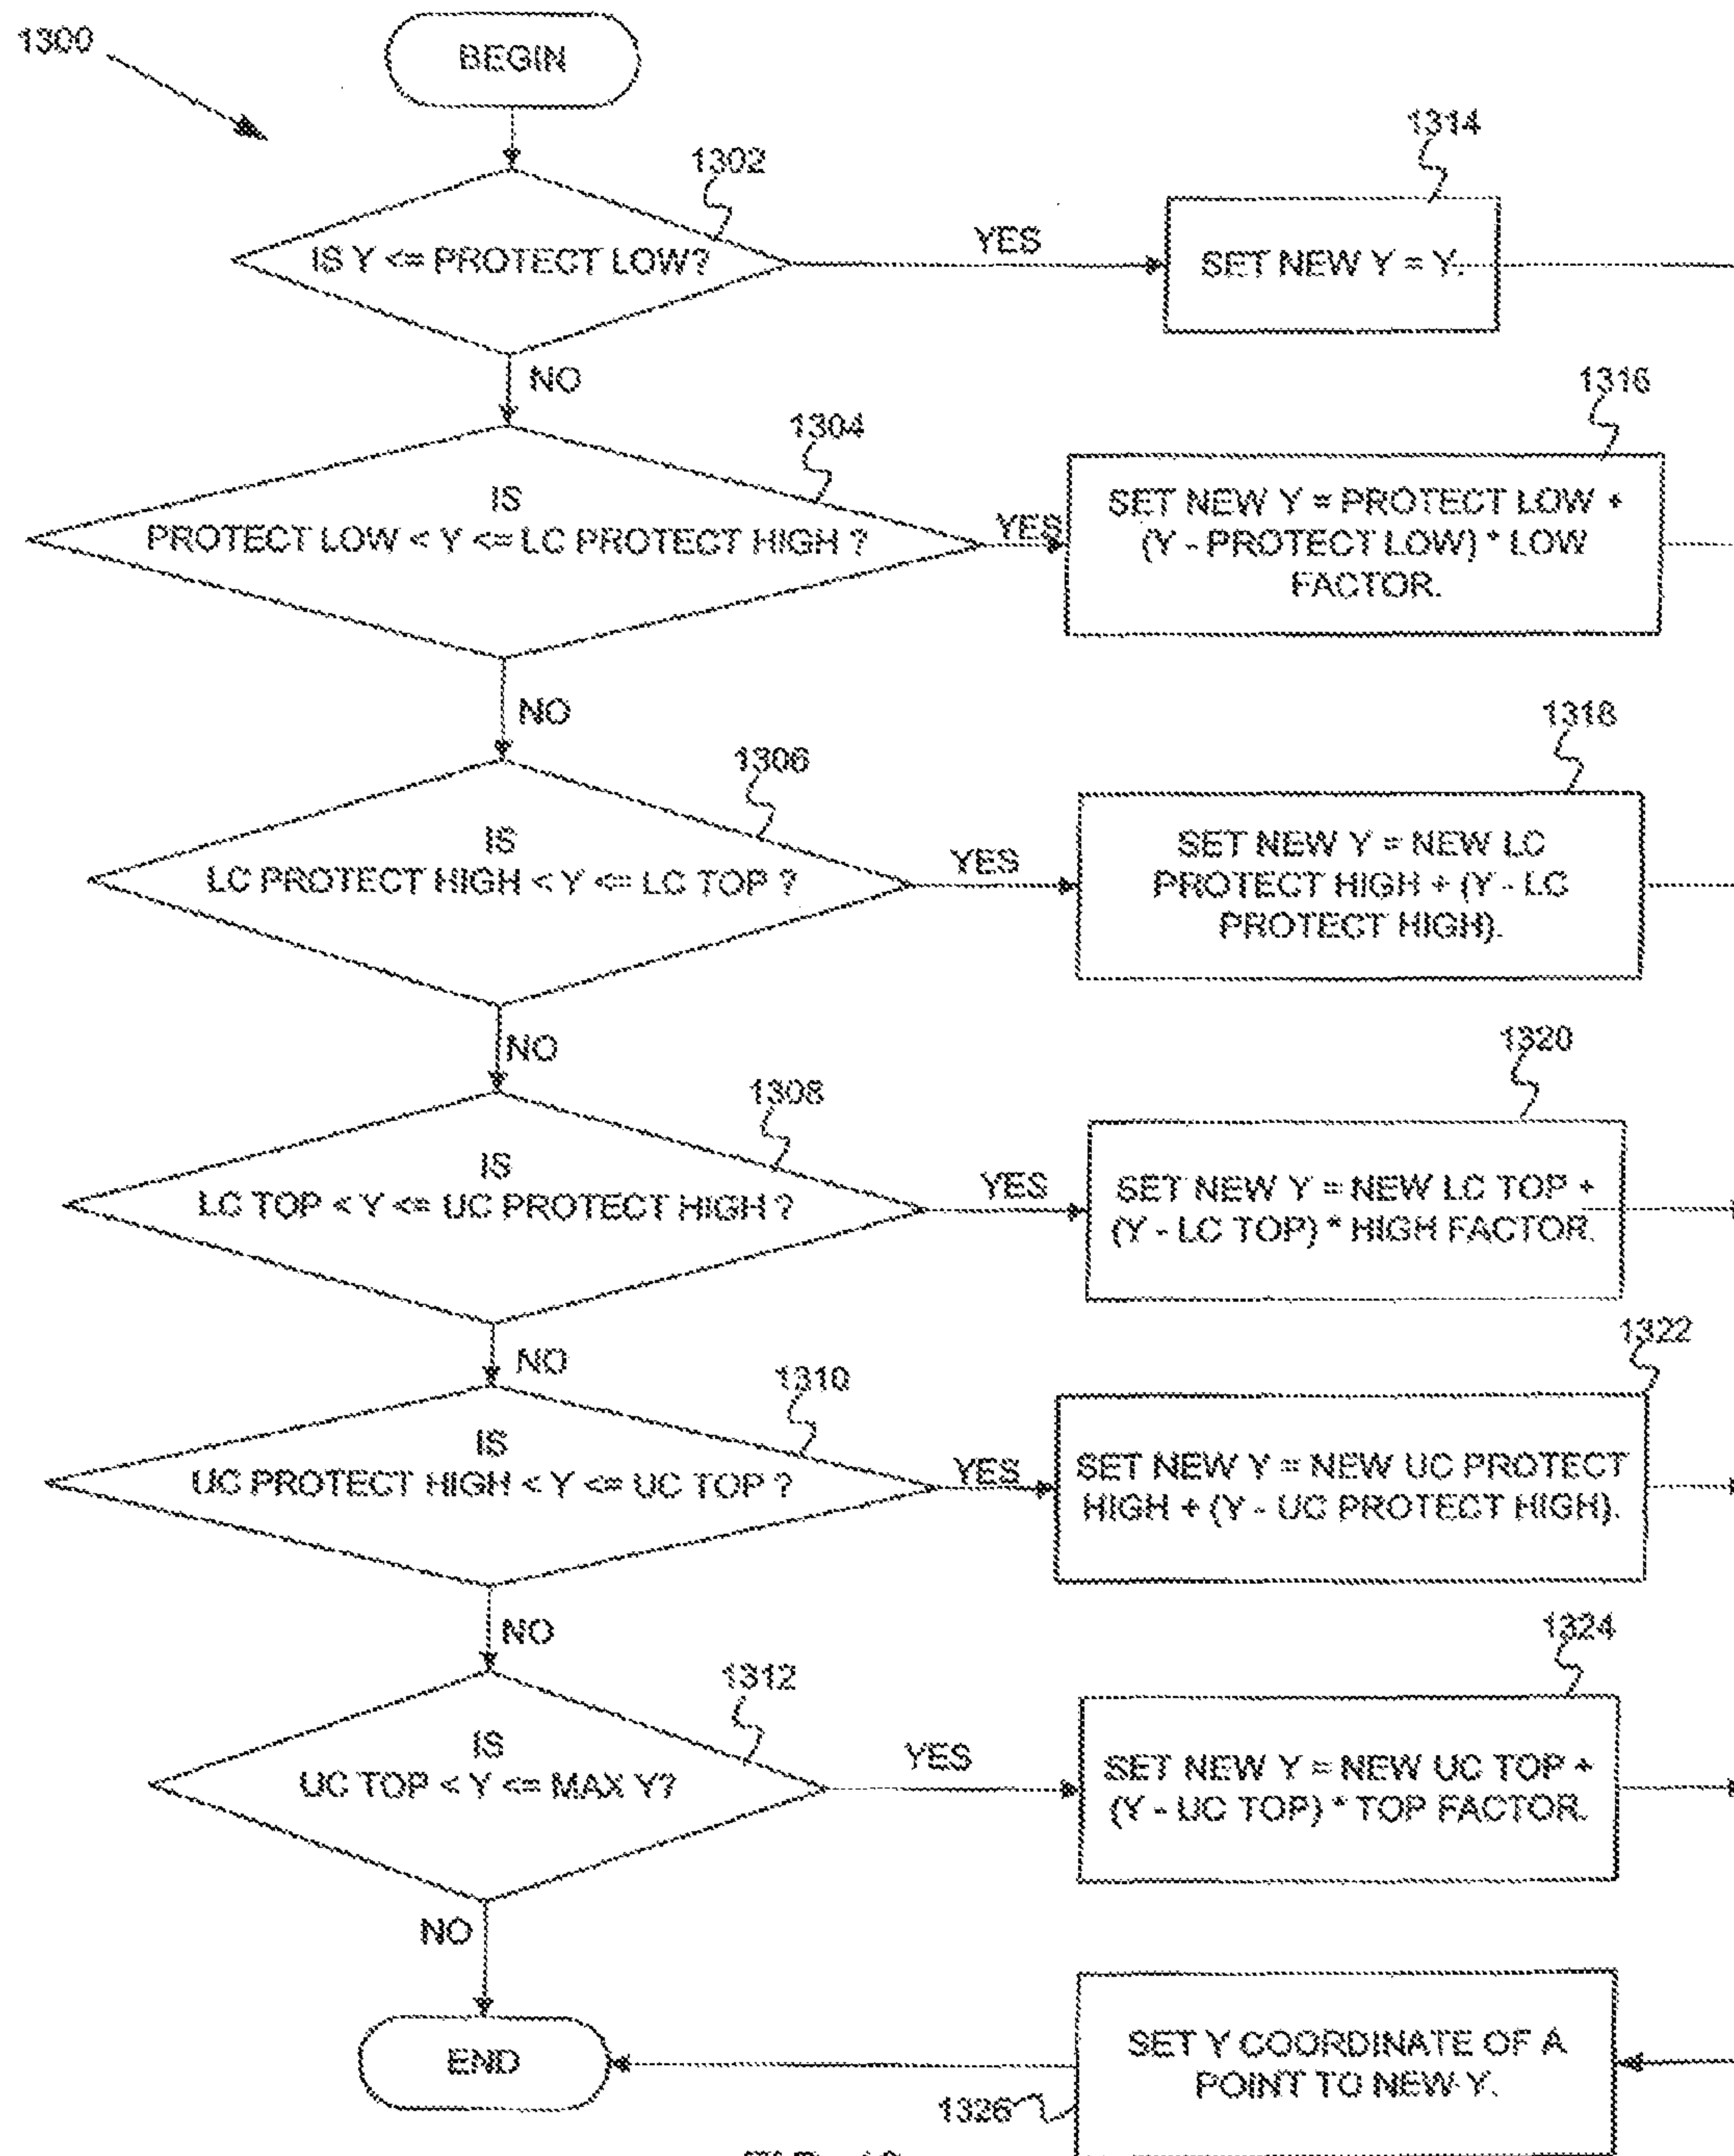 1300
BEGIN
1302
IS Y <= PROTECT LOW?
YES
1314
SET NEW Y = Y.
NO
1304
IS
PROTECT LOW < Y <= LC PROTECT HIGH ?
YES
1316
SET NEW Y = PROTECT LOW +
(Y - PROTECT LOW) * LOW
FACTOR.
NO
1306
IS
LC PROTECT HIGH < Y <= LC TOP ?
YES
1318
SET NEW Y = NEW LC
PROTECT HIGH + (Y - LC
PROTECT HIGH).
NO
1308
IS
LC TOP < Y <= UC PROTECT HIGH ?
YES
1320
SET NEW Y = NEW LC TOP +
(Y - LC TOP) * HIGH FACTOR.
NO
1310
IS
UC PROTECT HIGH < Y <= UC TOP ?
YES
1322
SET NEW Y = NEW UC PROTECT
HIGH + (Y - UC PROTECT HIGH).
NO
1312
IS
UC TOP < Y <= MAX Y?
YES
1324
SET NEW Y = NEW UC TOP +
(Y - UC TOP) * TOP FACTOR.
NO
END
1326
SET Y COORDINATE OF A
POINT TO NEW Y.